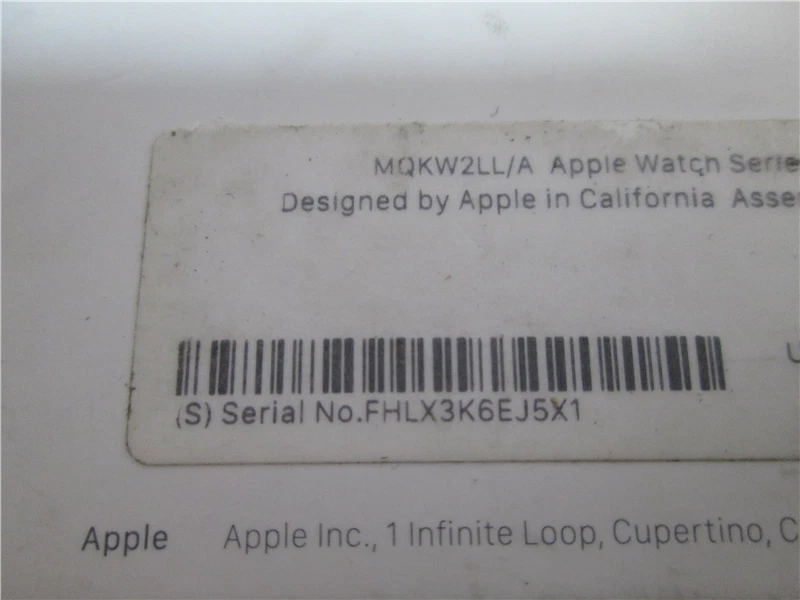 MQKW2LL/A Apple Watch Serie
Designed by Apple in California Asse
U
(S) Serial No.FHLX3K6EJ5X1
Apple Apple Inc., 1 Infinite Loop, Cupertino, C